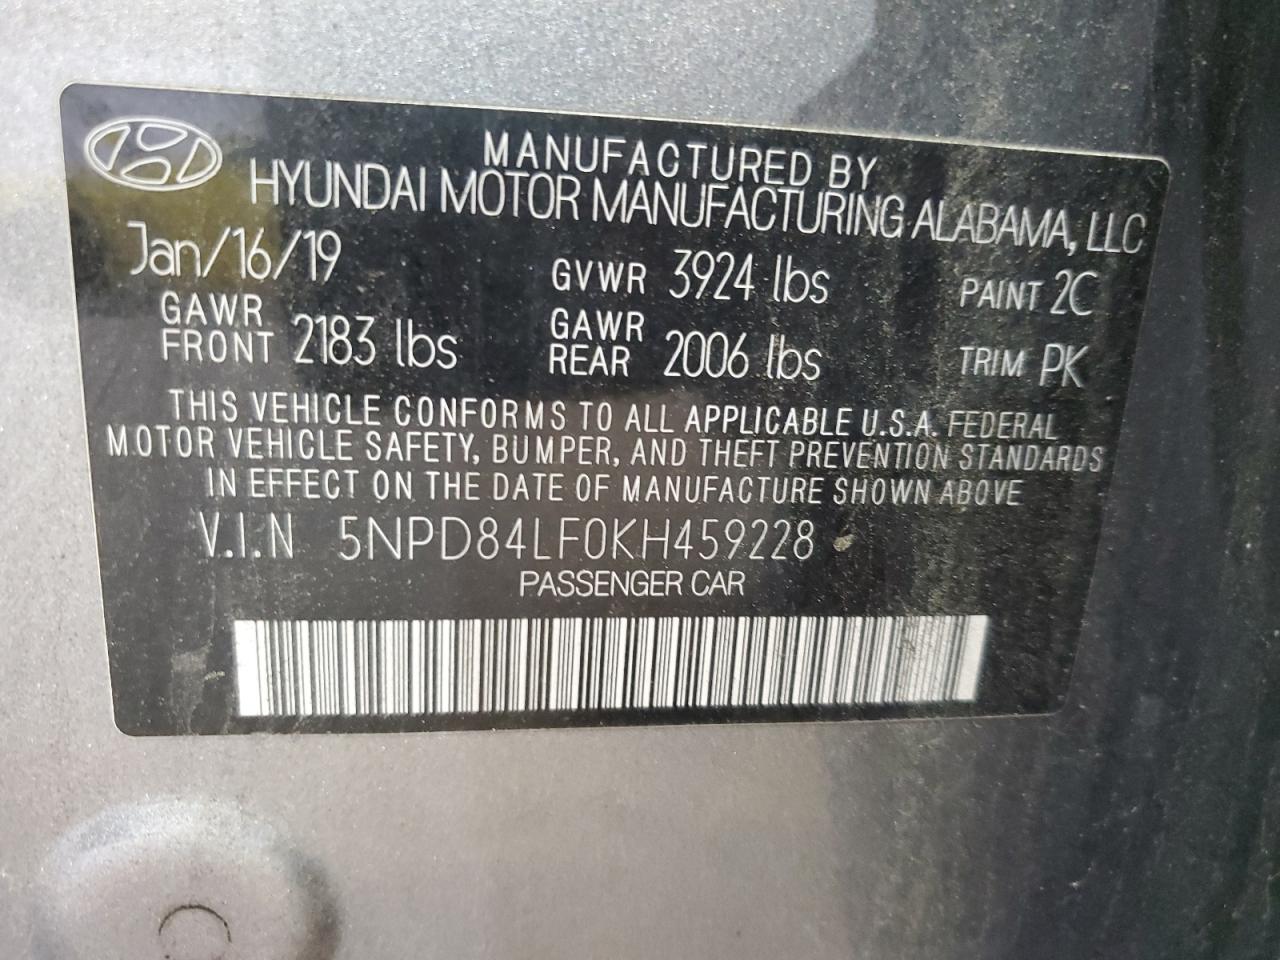 MANUFACTURED BY
HYUNDAI MOTOR MANUFACTURING ALABAMA, LLC
Jan/16/19 GVWR 3924 lbs PAINT 2C
GAWR FRONT 2183 lbs GAWR REAR 2006 lbs TRIM PK
THIS VEHICLE CONFORMS TO ALL APPLICABLE U.S.A. FEDERAL
MOTOR VEHICLE SAFETY, BUMPER, AND THEFT PREVENTION STANDARDS
IN EFFECT ON THE DATE OF MANUFACTURE SHOWN ABOVE
V.I.N 5NPD84LF0KH459228
PASSENGER CAR